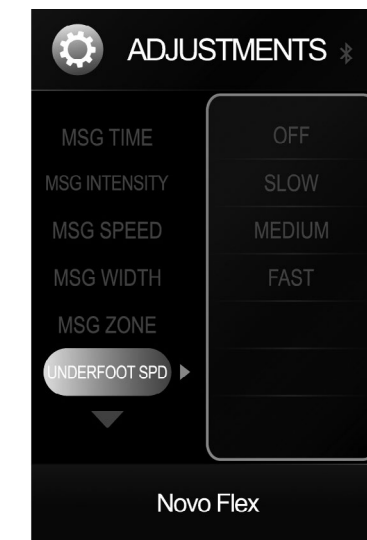 ADJUSTMENTS
MSG TIME
MSG INTENSITY
MSG SPEED
MSG WIDTH
MSG ZONE
UNDERFOOT SPD
OFF
SLOW
MEDIUM
FAST
Novo Flex